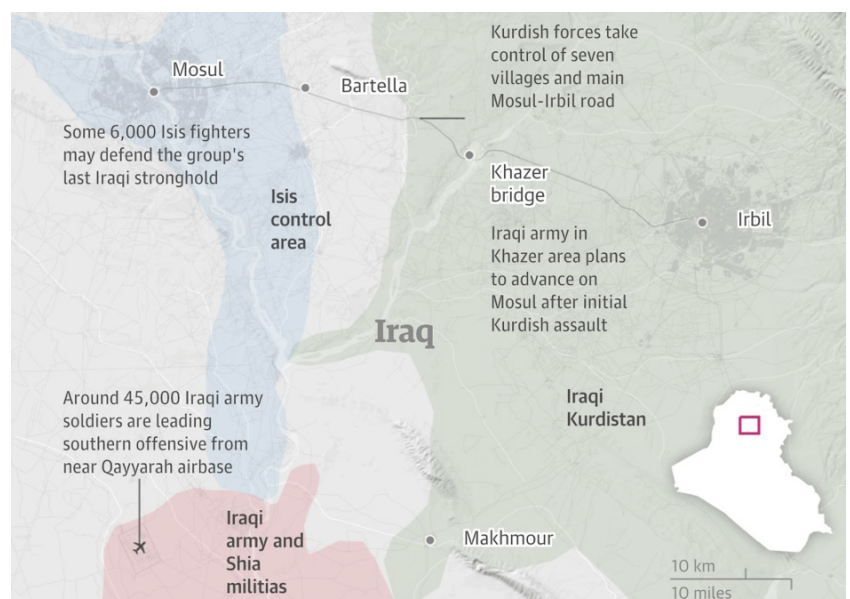 Kurdish forces take
control of seven
villages and main
Mosul-Irbil road
Mosul
Bartella
Some 6,000 Isis fighters
may defend the group's
last Iraqi stronghold
Khazer
bridge
Isis
control
area
Irbil
Iraqi army in
Khazer area plans
to advance on
Mosul after initial
Kurdish assault
Iraq
Around 45,000 Iraqi army
soldiers are leading
southern offensive from
near Qayyarah airbase
Iraqi
Kurdistan
Iraqi
army and
Shia
militias
Makhmour
10 km
10 miles